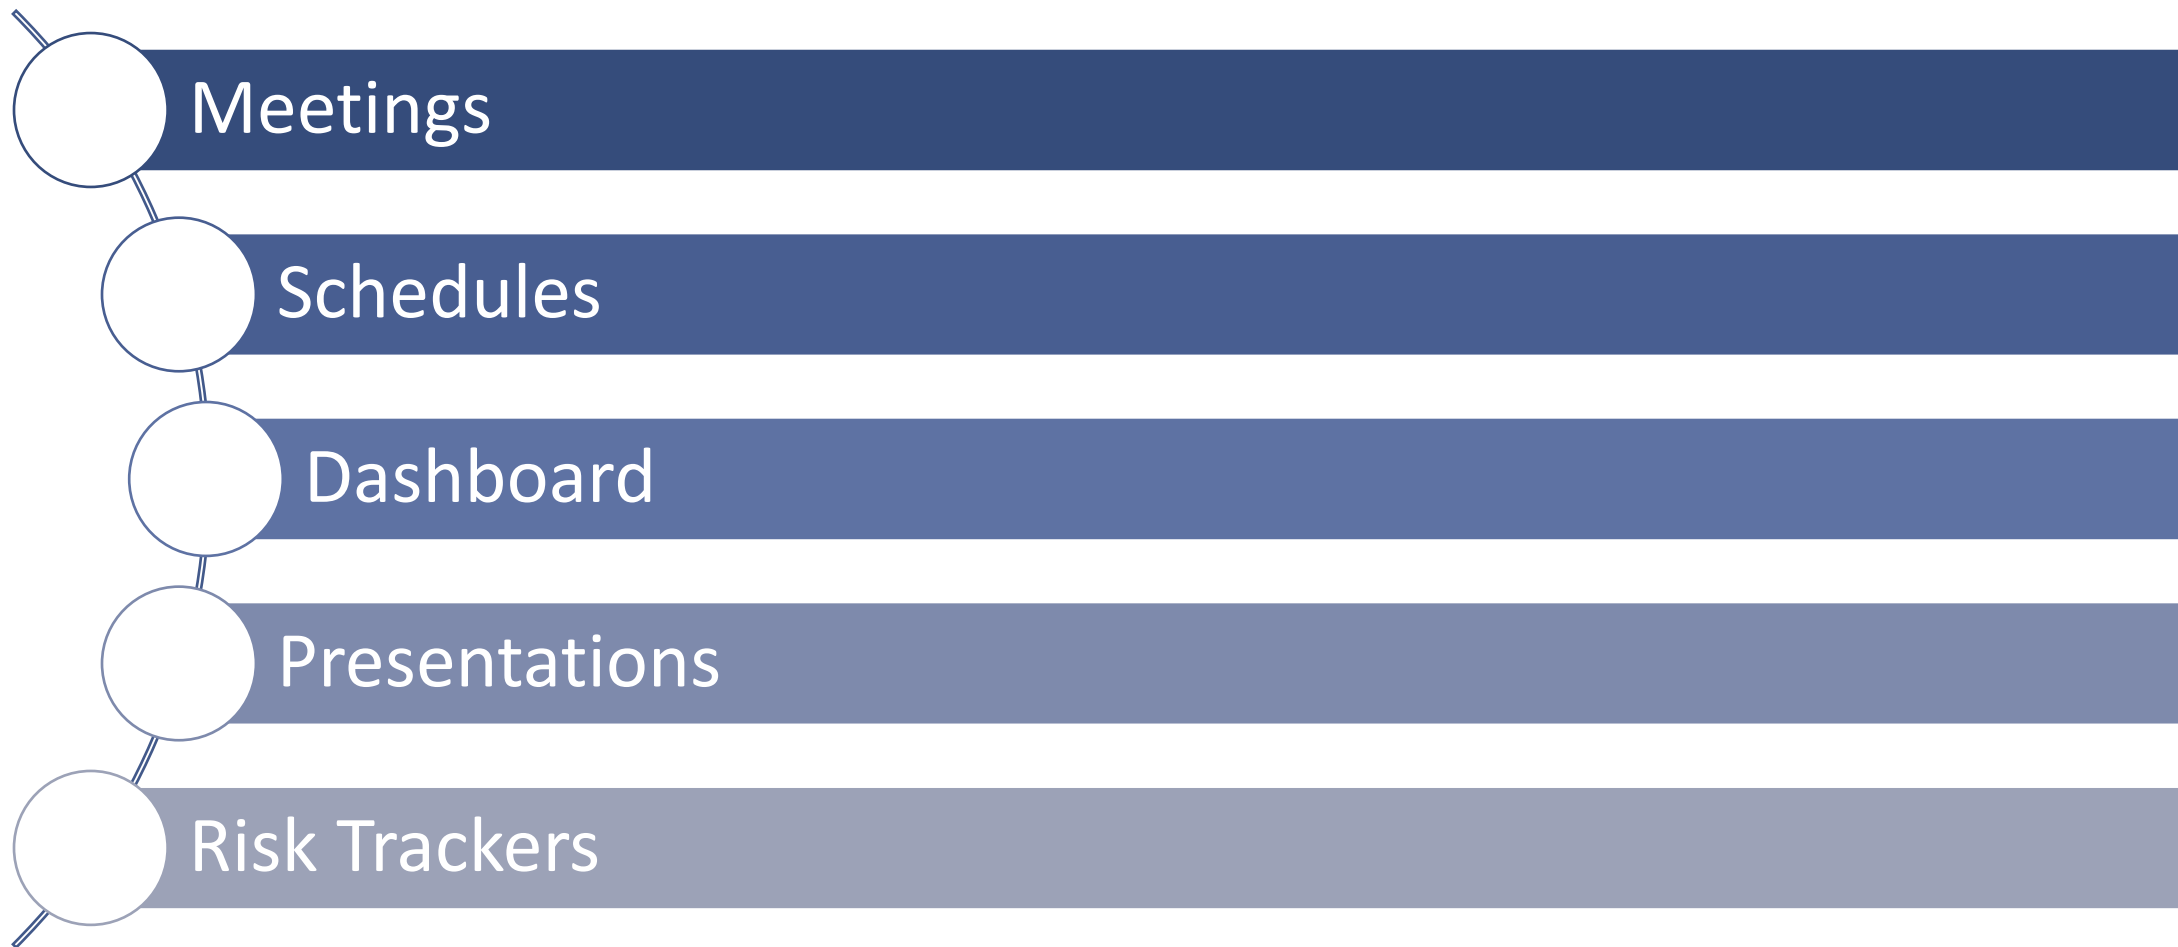 Meetings
Schedules
Dashboard
Presentations
Risk Trackers